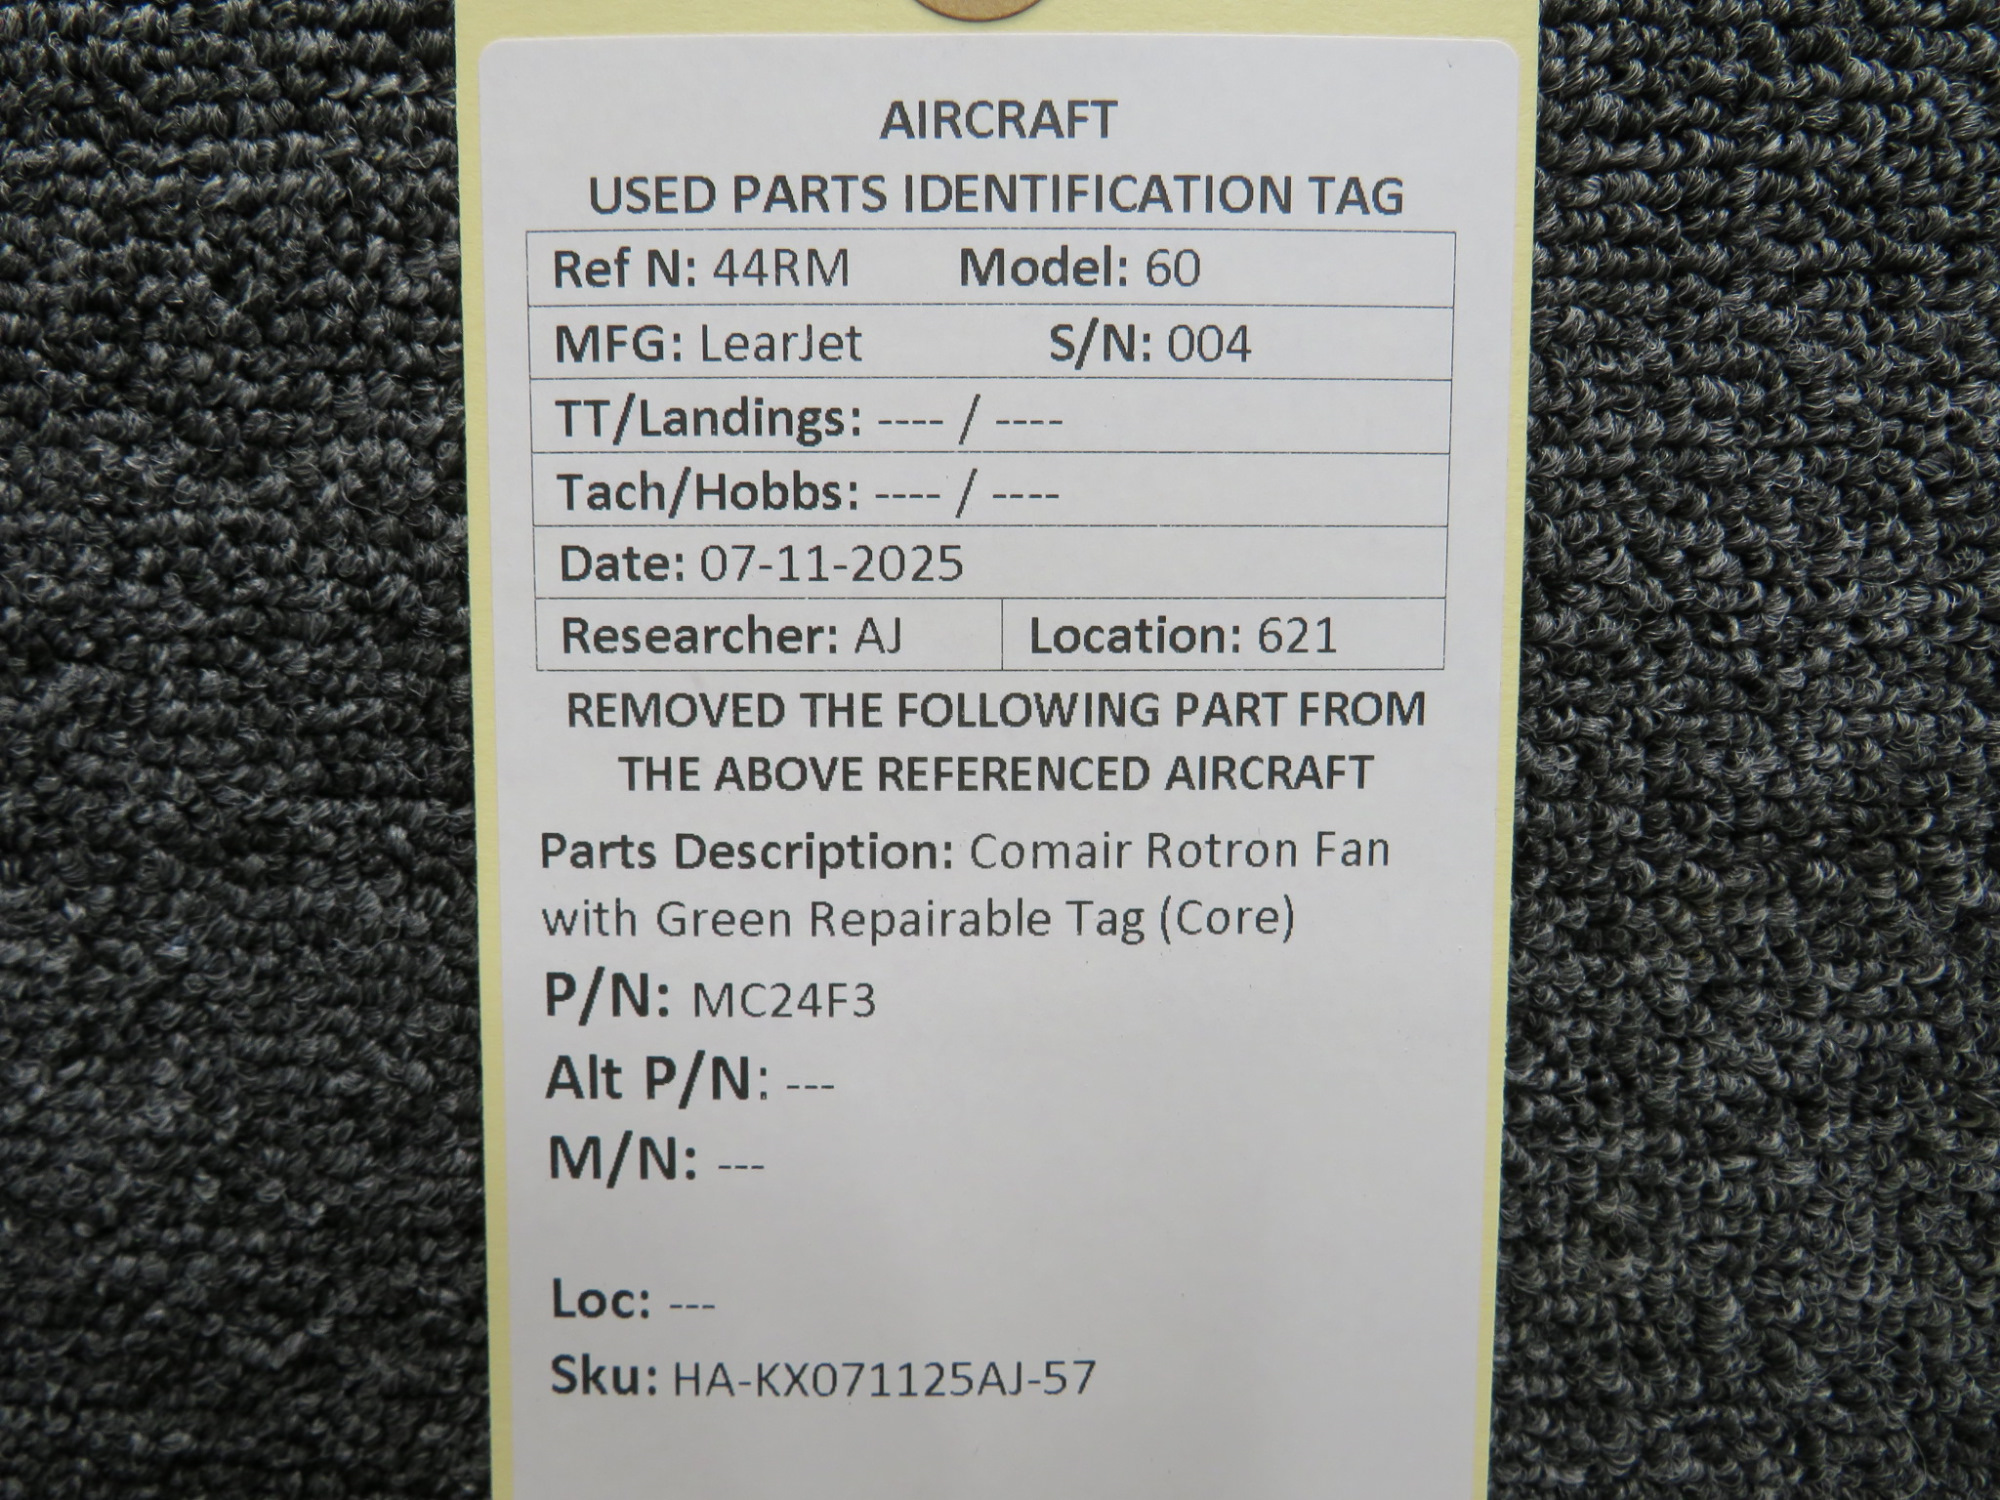 AIRCRAFT
USED PARTS IDENTIFICATION TAG
Ref N: 44RM Model: 60
MFG: LearJet S/N: 004
TT/Landings: ---- / ----
Tach/Hobbs: ---- / ----
Date: 07-11-2025
Researcher: AJ Location: 621
REMOVED THE FOLLOWING PART FROM
THE ABOVE REFERENCED AIRCRAFT
Parts Description: Comair Rotron Fan
with Green Repairable Tag (Core)
P/N: MC24F3
Alt P/N: ---
M/N: ---
Loc: ---
Sku: HA-KX071125AJ-57